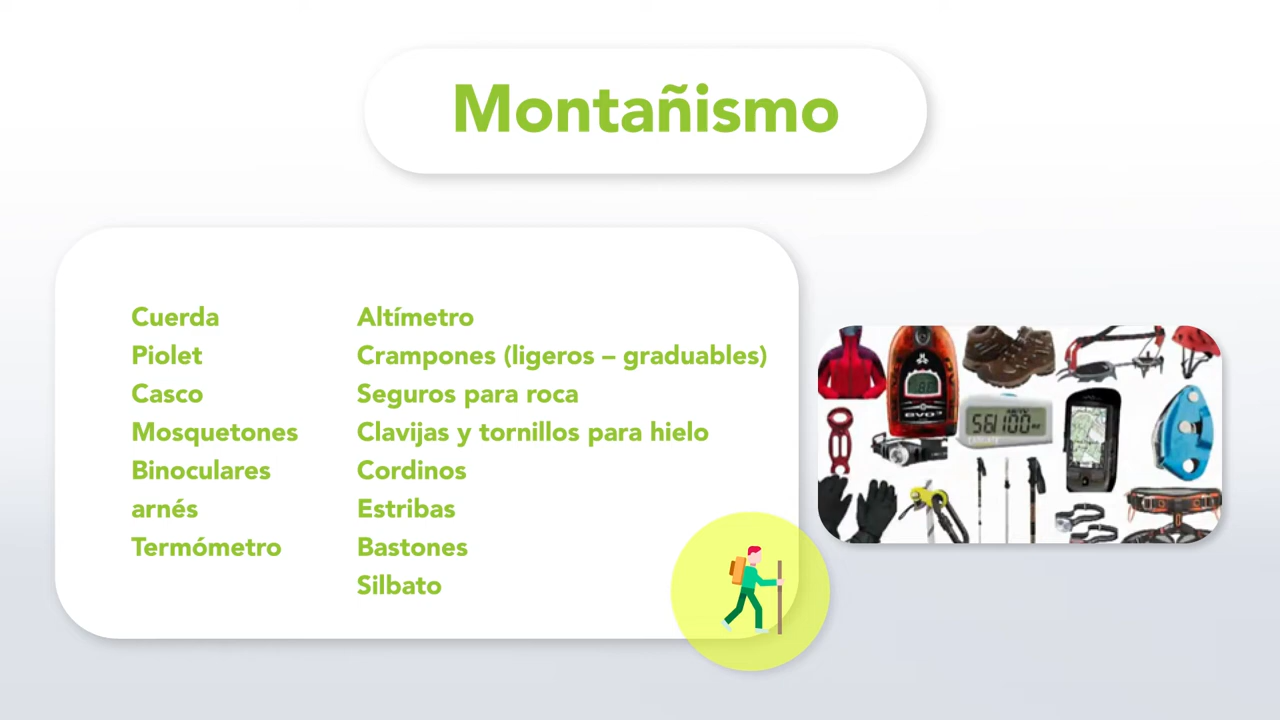 Montañismo
Cuerda
Piolet
Casco
Mosquetones
Binoculares
arnés
Termómetro
Altímetro
Crampones (ligeros – graduables)
Seguros para roca
Clavijas y tornillos para hielo
Cordinos
Estribas
Bastones
Silbato